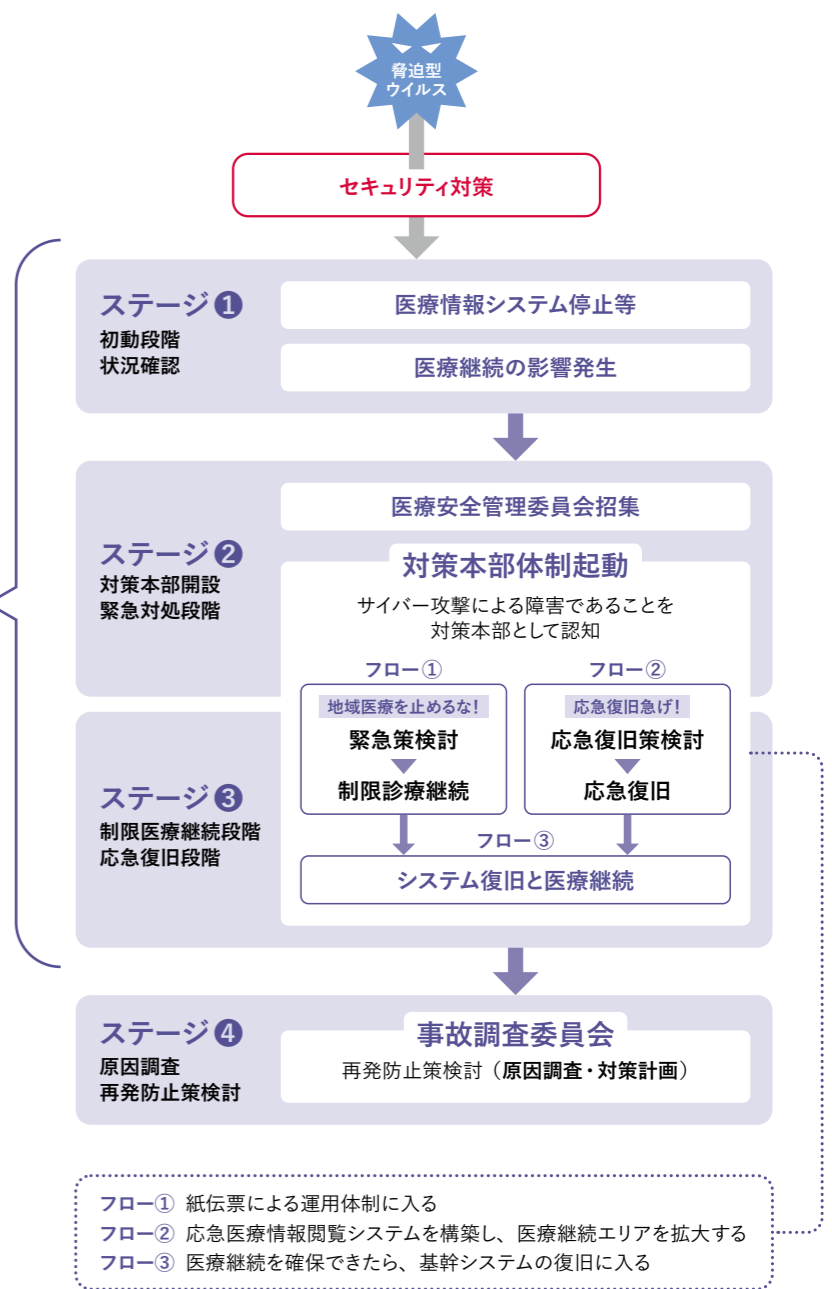 脅迫型
ウイルス
セキュリティ対策
ステージ❶
初動段階
状況確認
医療情報システム停止等
医療継続の影響発生
ステージ❷
対策本部開設
緊急対処段階
医療安全管理委員会招集
対策本部体制起動
サイバー攻撃による障害であることを
対策本部として認知
フロー①
地域医療を止めるな!
緊急策検討
制限診療継続
フロー②
応急復旧急げ!
応急復旧策検討
応急復旧
ステージ❸
制限医療継続段階
応急復旧段階
フロー③
システム復旧と医療継続
ステージ❹
原因調査
再発防止策検討
事故調査委員会
再発防止策検討（原因調査・対策計画）
フロー① 紙伝票による運用体制に入る
フロー② 応急医療情報閲覧システムを構築し、医療継続エリアを拡大する
フロー③ 医療継続を確保できたら、基幹システムの復旧に入る